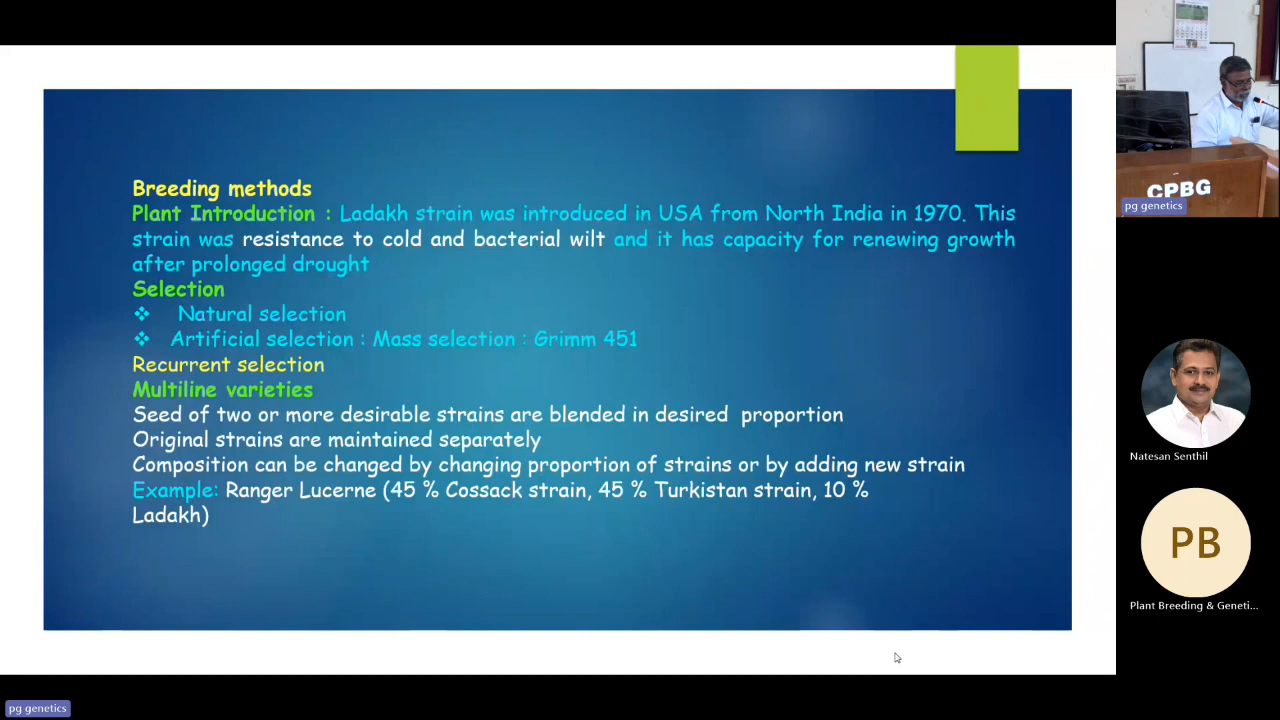 Breeding methods
Plant Introduction : Ladakh strain was introduced in USA from North India in 1970. This
strain was resistance to cold and bacterial wilt and it has capacity for renewing growth
after prolonged drought
Selection
❖ Natural selection
❖ Artificial selection : Mass selection : Grimm 451
Recurrent selection
Multiline varieties
Seed of two or more desirable strains are blended in desired proportion
Original strains are maintained separately
Composition can be changed by changing proportion of strains or by adding new strain
Example: Ranger Lucerne (45 % Cossack strain, 45 % Turkistan strain, 10 %
Ladakh)
CPBG
pg genetics
Natesan Senthil
PB
Plant Breeding & Geneti...
pg genetics